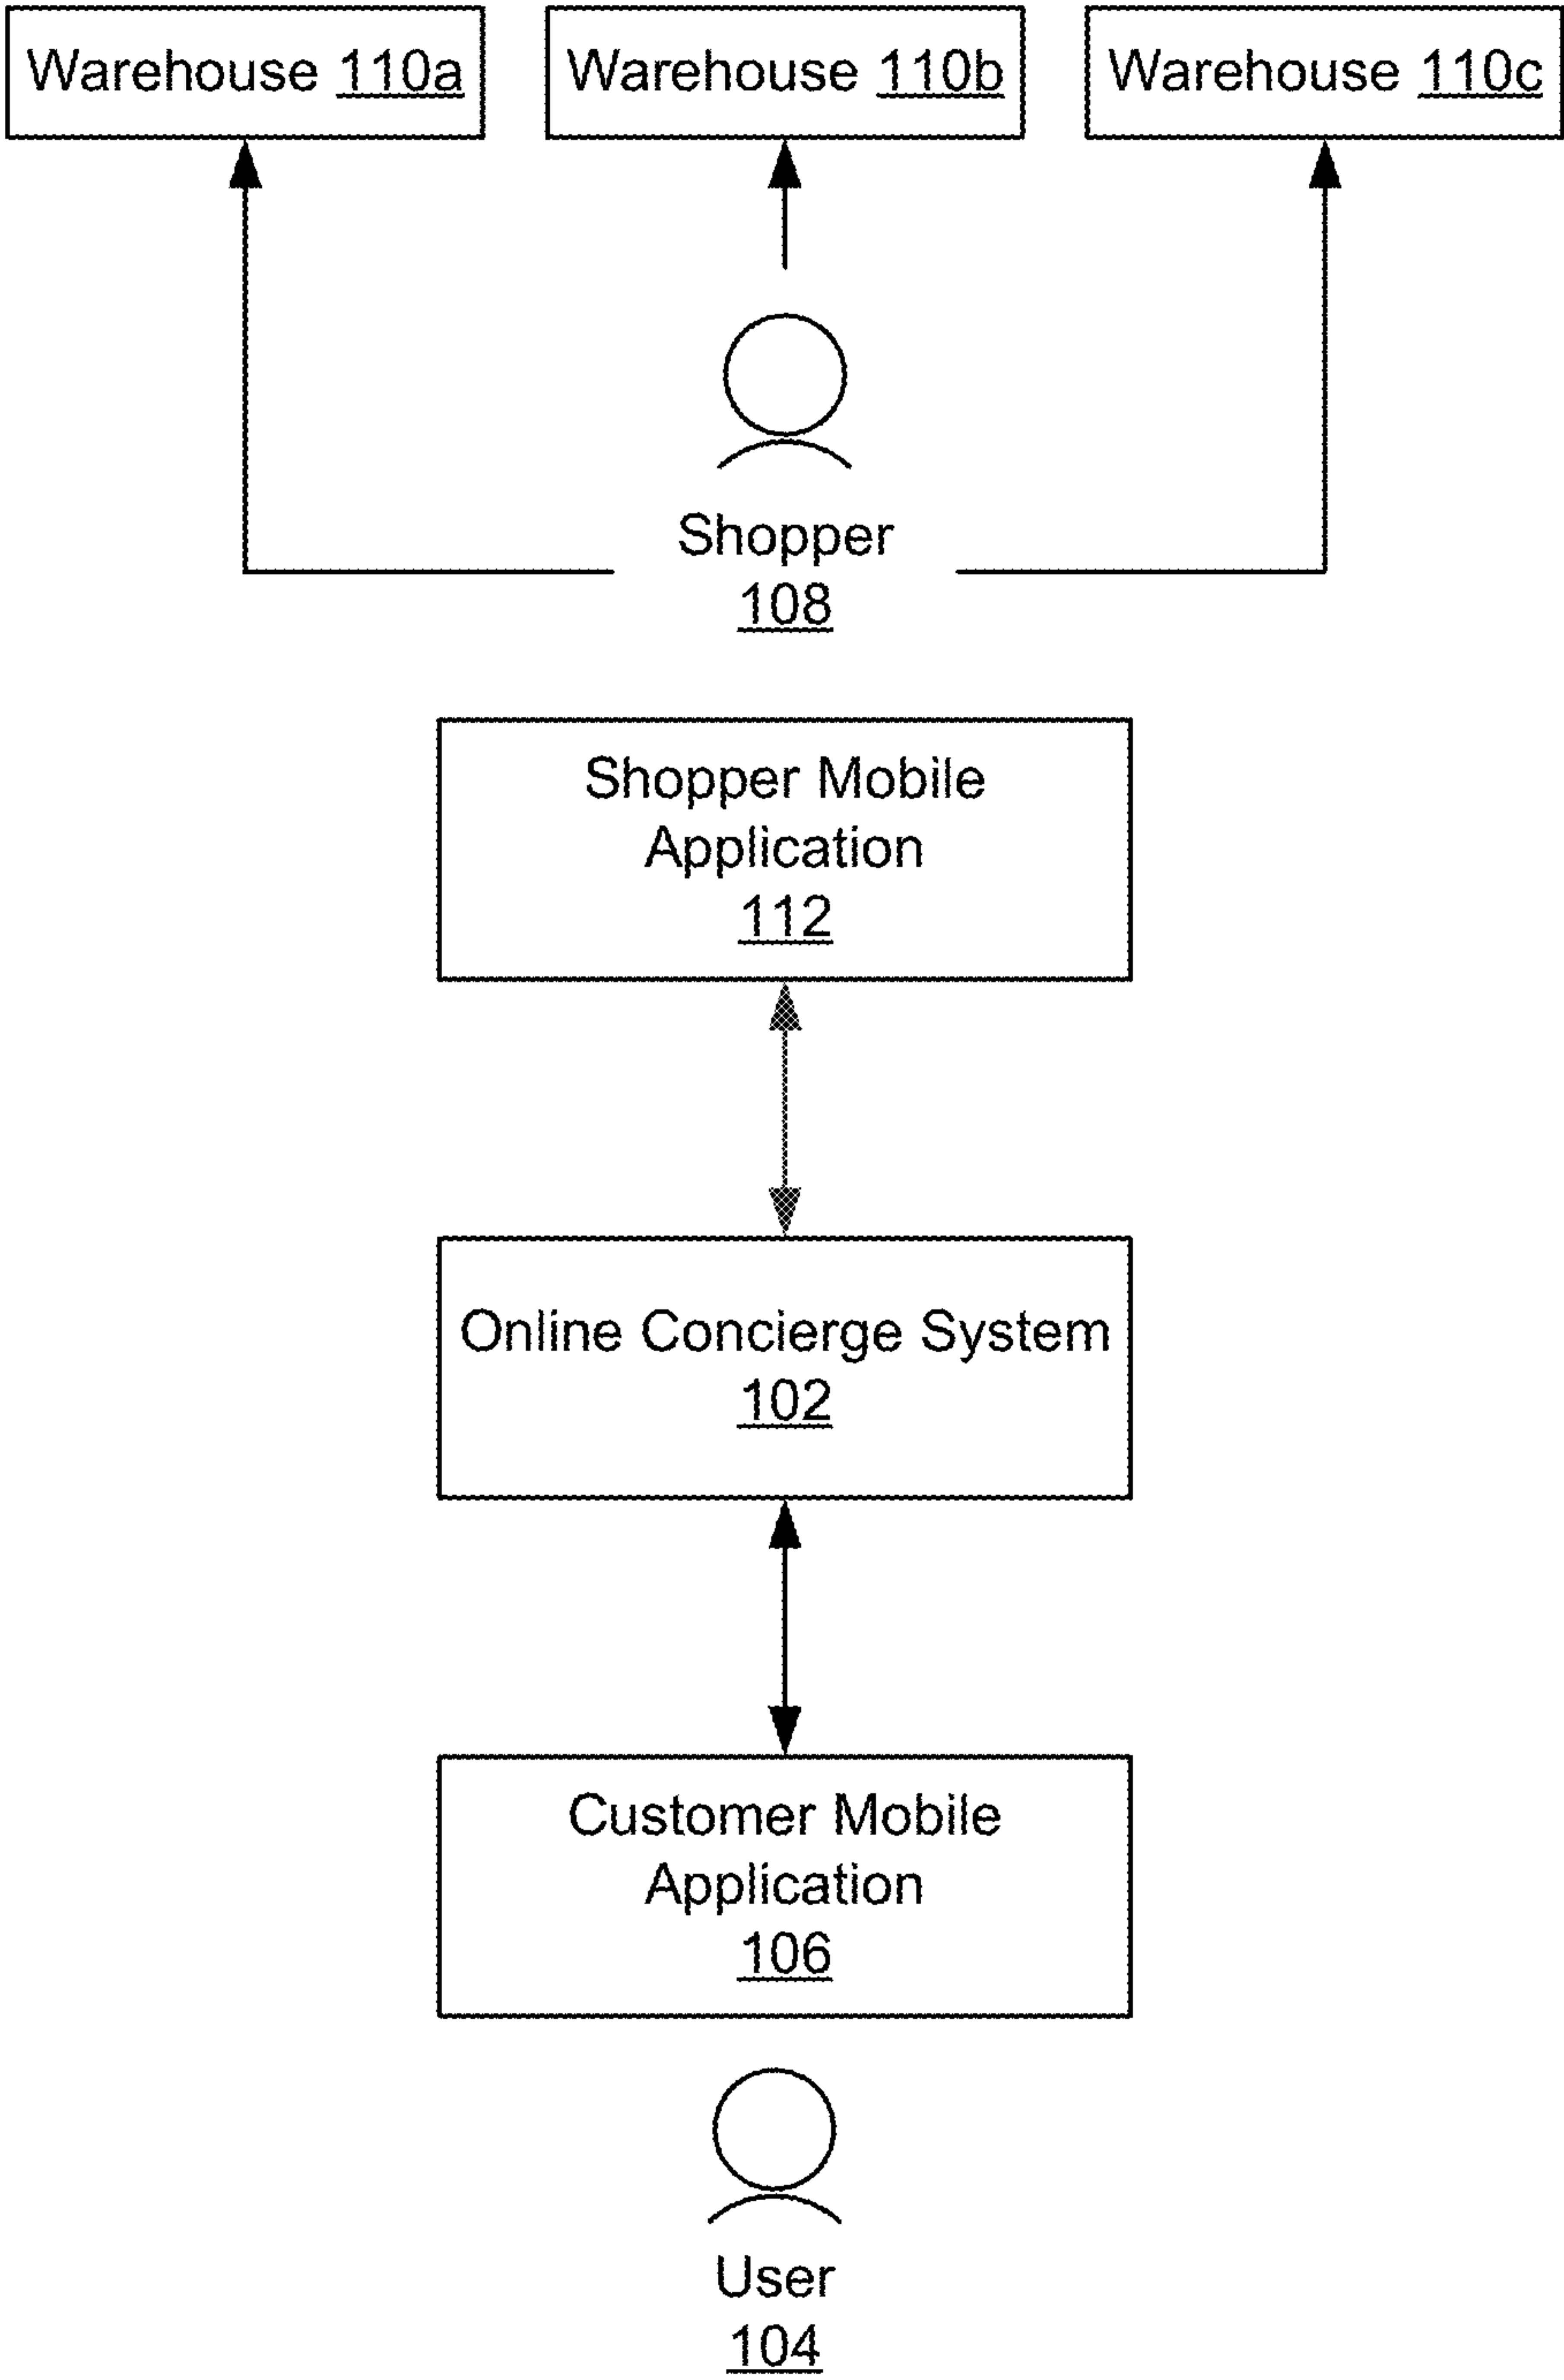 Warehouse 110a
Warehouse 110b
Warehouse 110c
Shopper
108
Shopper Mobile
Application
112
Online Concierge System
102
Customer Mobile
Application
106
User
104